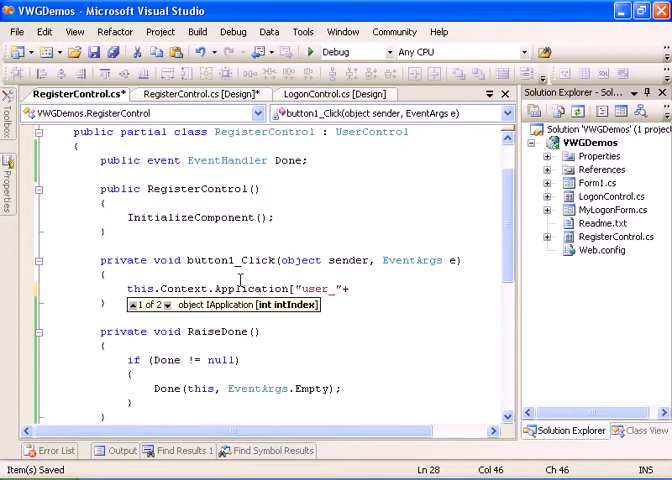 VWGDemos - Microsoft Visual Studio
File Edit View Refactor Project Build Debug Data Tools Window Community Help
Debug Any CPU
RegisterControl.cs* RegisterControl.cs [Design]* LogonControl.cs [Design]
Solution Explorer - Sol...
VWGDemos.RegisterControl button1_Click(object sender, EventArgs e)
Toolbox
Properties
public partial class RegisterControl : UserControl
{
public event EventHandler Done;
public RegisterControl()
{
InitializeComponent();
}
private void button1_Click(object sender, EventArgs e)
{
this.Context.Application["user_"+
1 of 2 object IApplication [int intIndex]
}
private void RaiseDone()
{
if (Done != null)
{
Done(this, EventArgs.Empty);
}
}
Solution 'VWGDemos' (1 project)
VWGDemos
Properties
References
Form1.cs
LogonControl.cs
MyLogonForm.cs
Readme.txt
RegisterControl.cs
Web.config
Solution Explorer Class View
Error List Output Find Results 1 Find Symbol Results
Item(s) Saved Ln 28 Col 46 Ch 46 INS